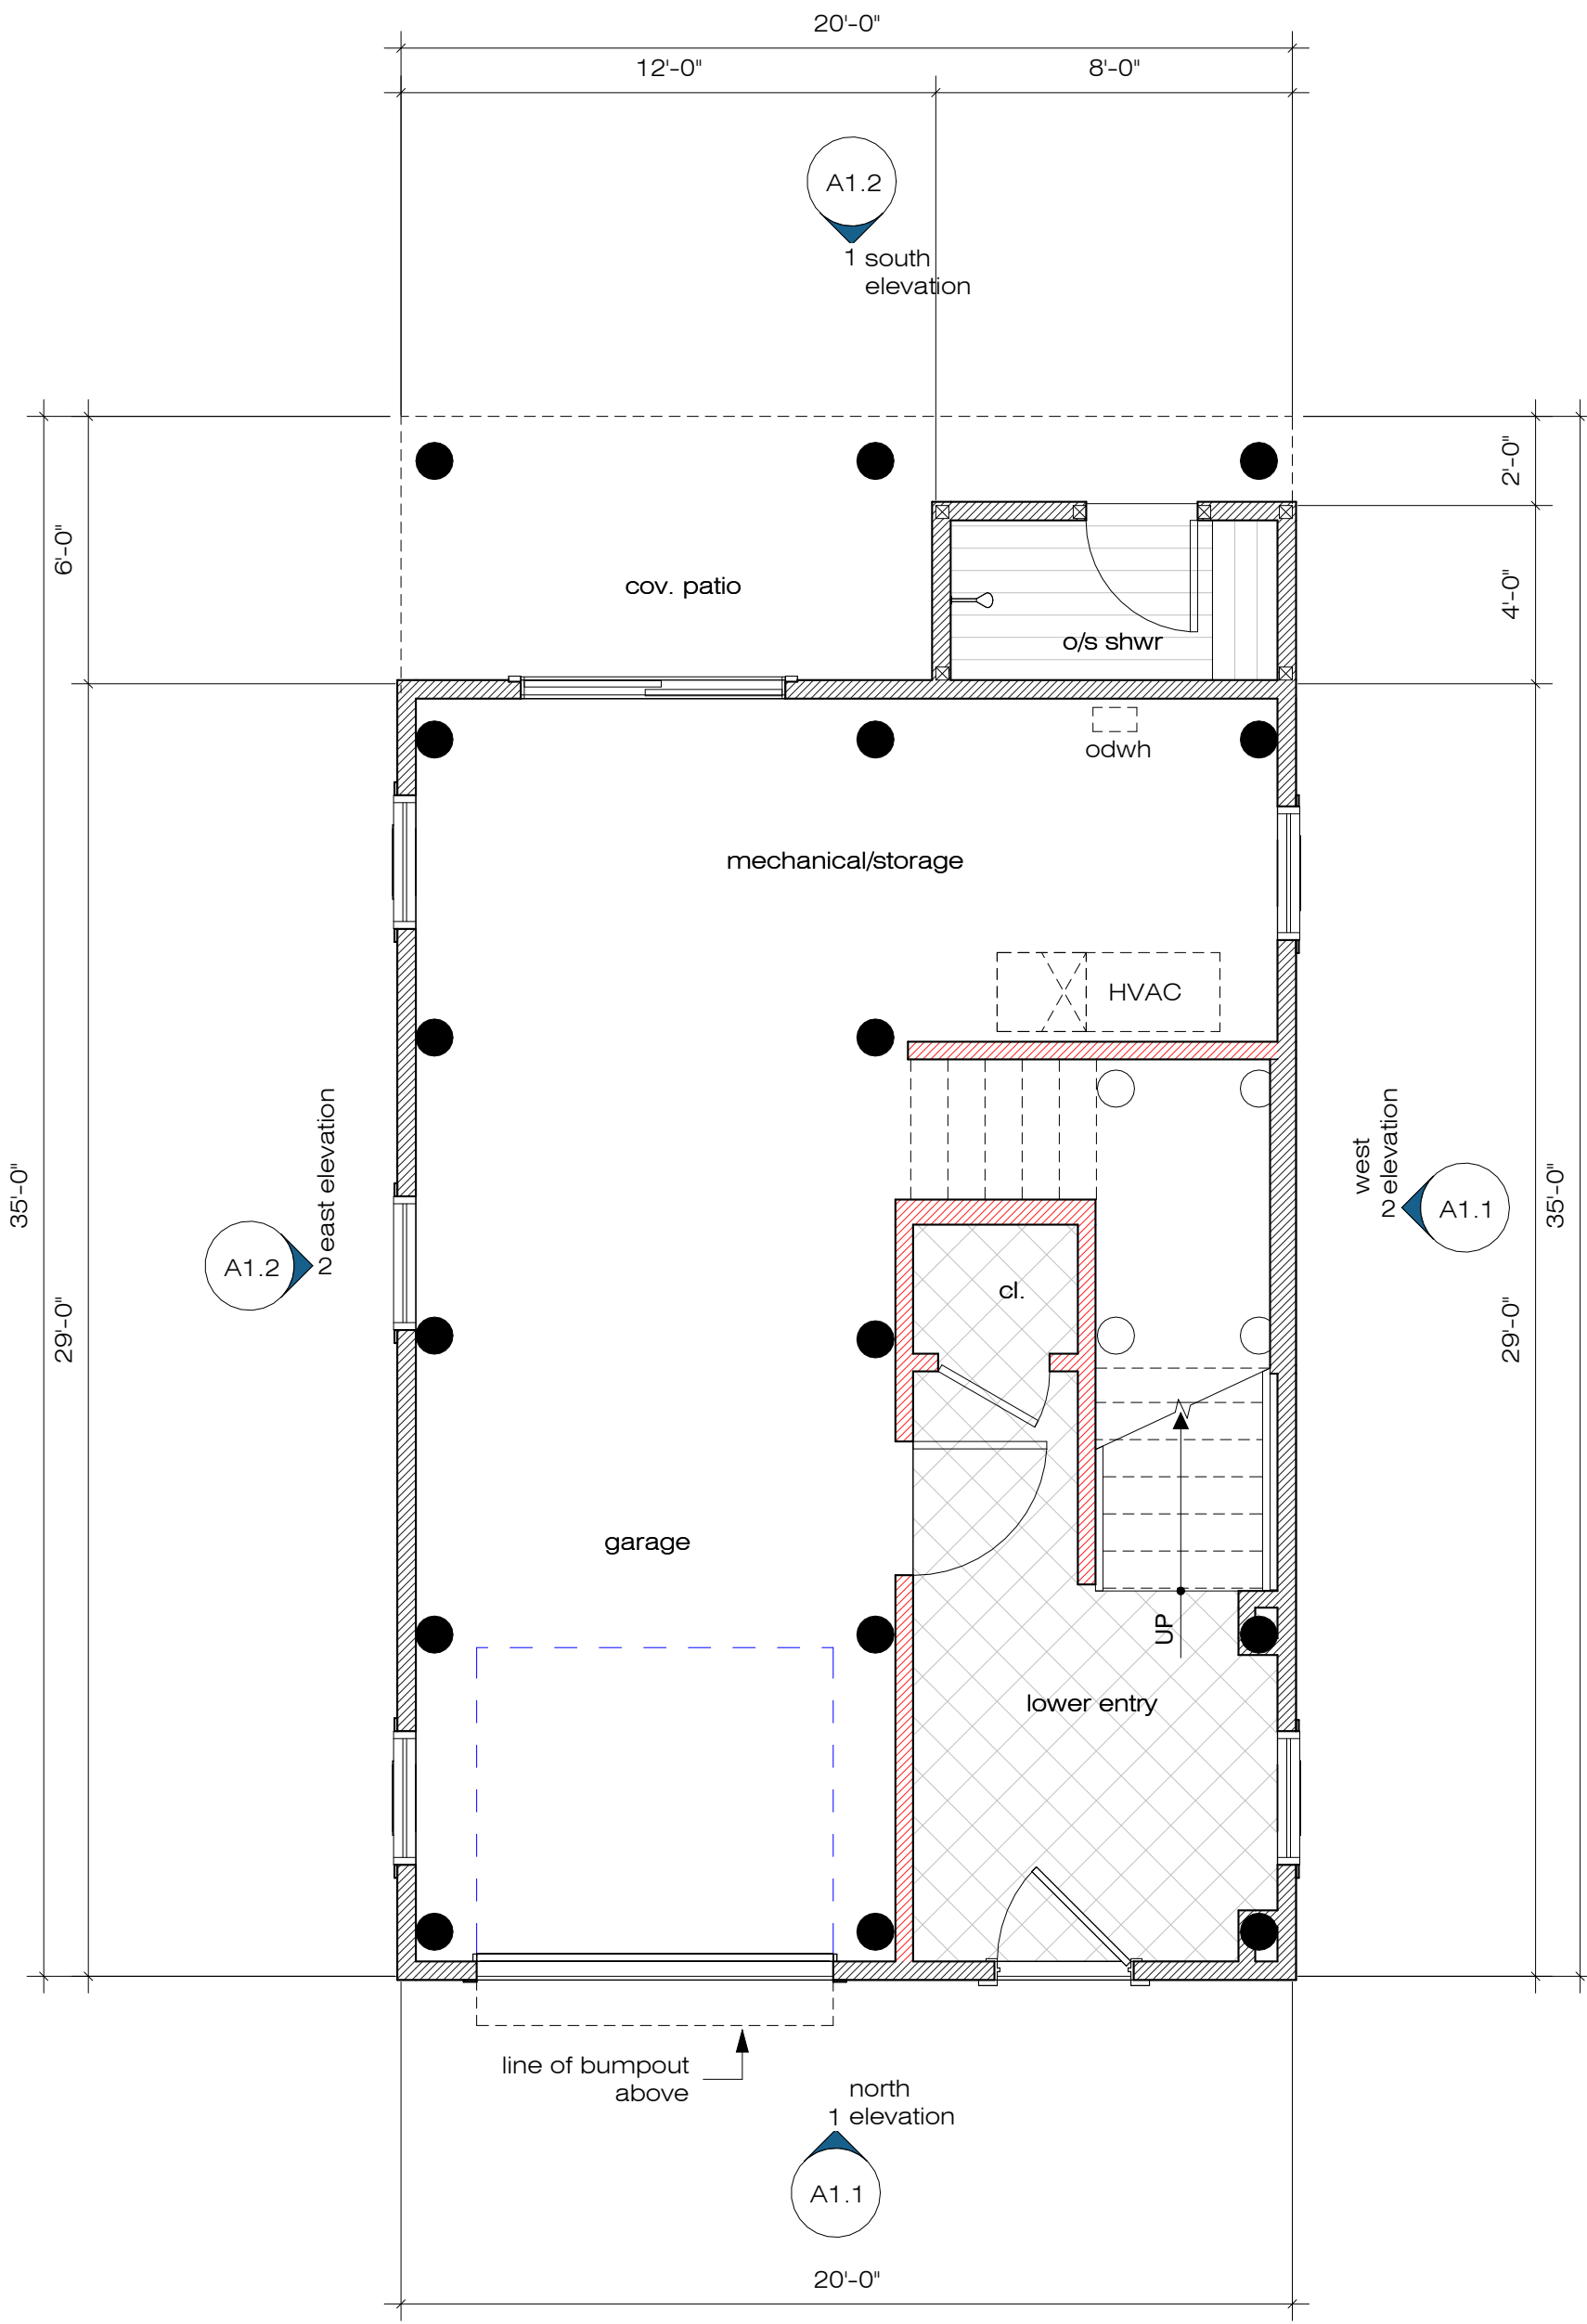 20'-0"
12'-0"
8'-0"
A1.2
1 south
elevation
2'-0"
6'-0"
4'-0"
cov. patio
o/s shwr
odwh
mechanical/storage
HVAC
35'-0"
29'-0"
A1.2
2 east elevation
cl.
west
2 elevation
A1.1
35'-0"
29'-0"
garage
UP
lower entry
line of bumpout
above
north
1 elevation
A1.1
20'-0"